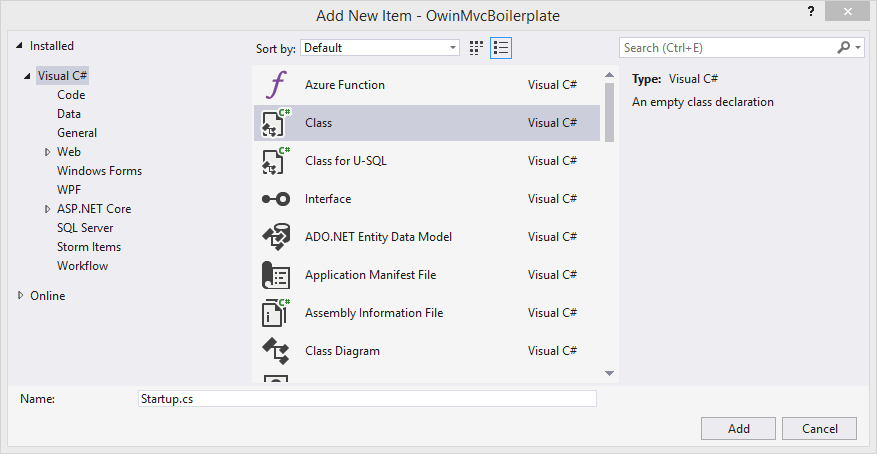 Add New Item - OwinMvcBoilerplate
?
Installed
Visual C#
Code
Data
General
Web
Windows Forms
WPF
ASP.NET Core
SQL Server
Storm Items
Workflow
Online
Sort by: Default
Azure Function Visual C#
C# Class Visual C#
C# Class for U-SQL Visual C#
Interface Visual C#
ADO.NET Entity Data Model Visual C#
Application Manifest File Visual C#
C# Assembly Information File Visual C#
Class Diagram Visual C#
Search (Ctrl+E)
Type: Visual C#
An empty class declaration
Name: Startup.cs
Add Cancel